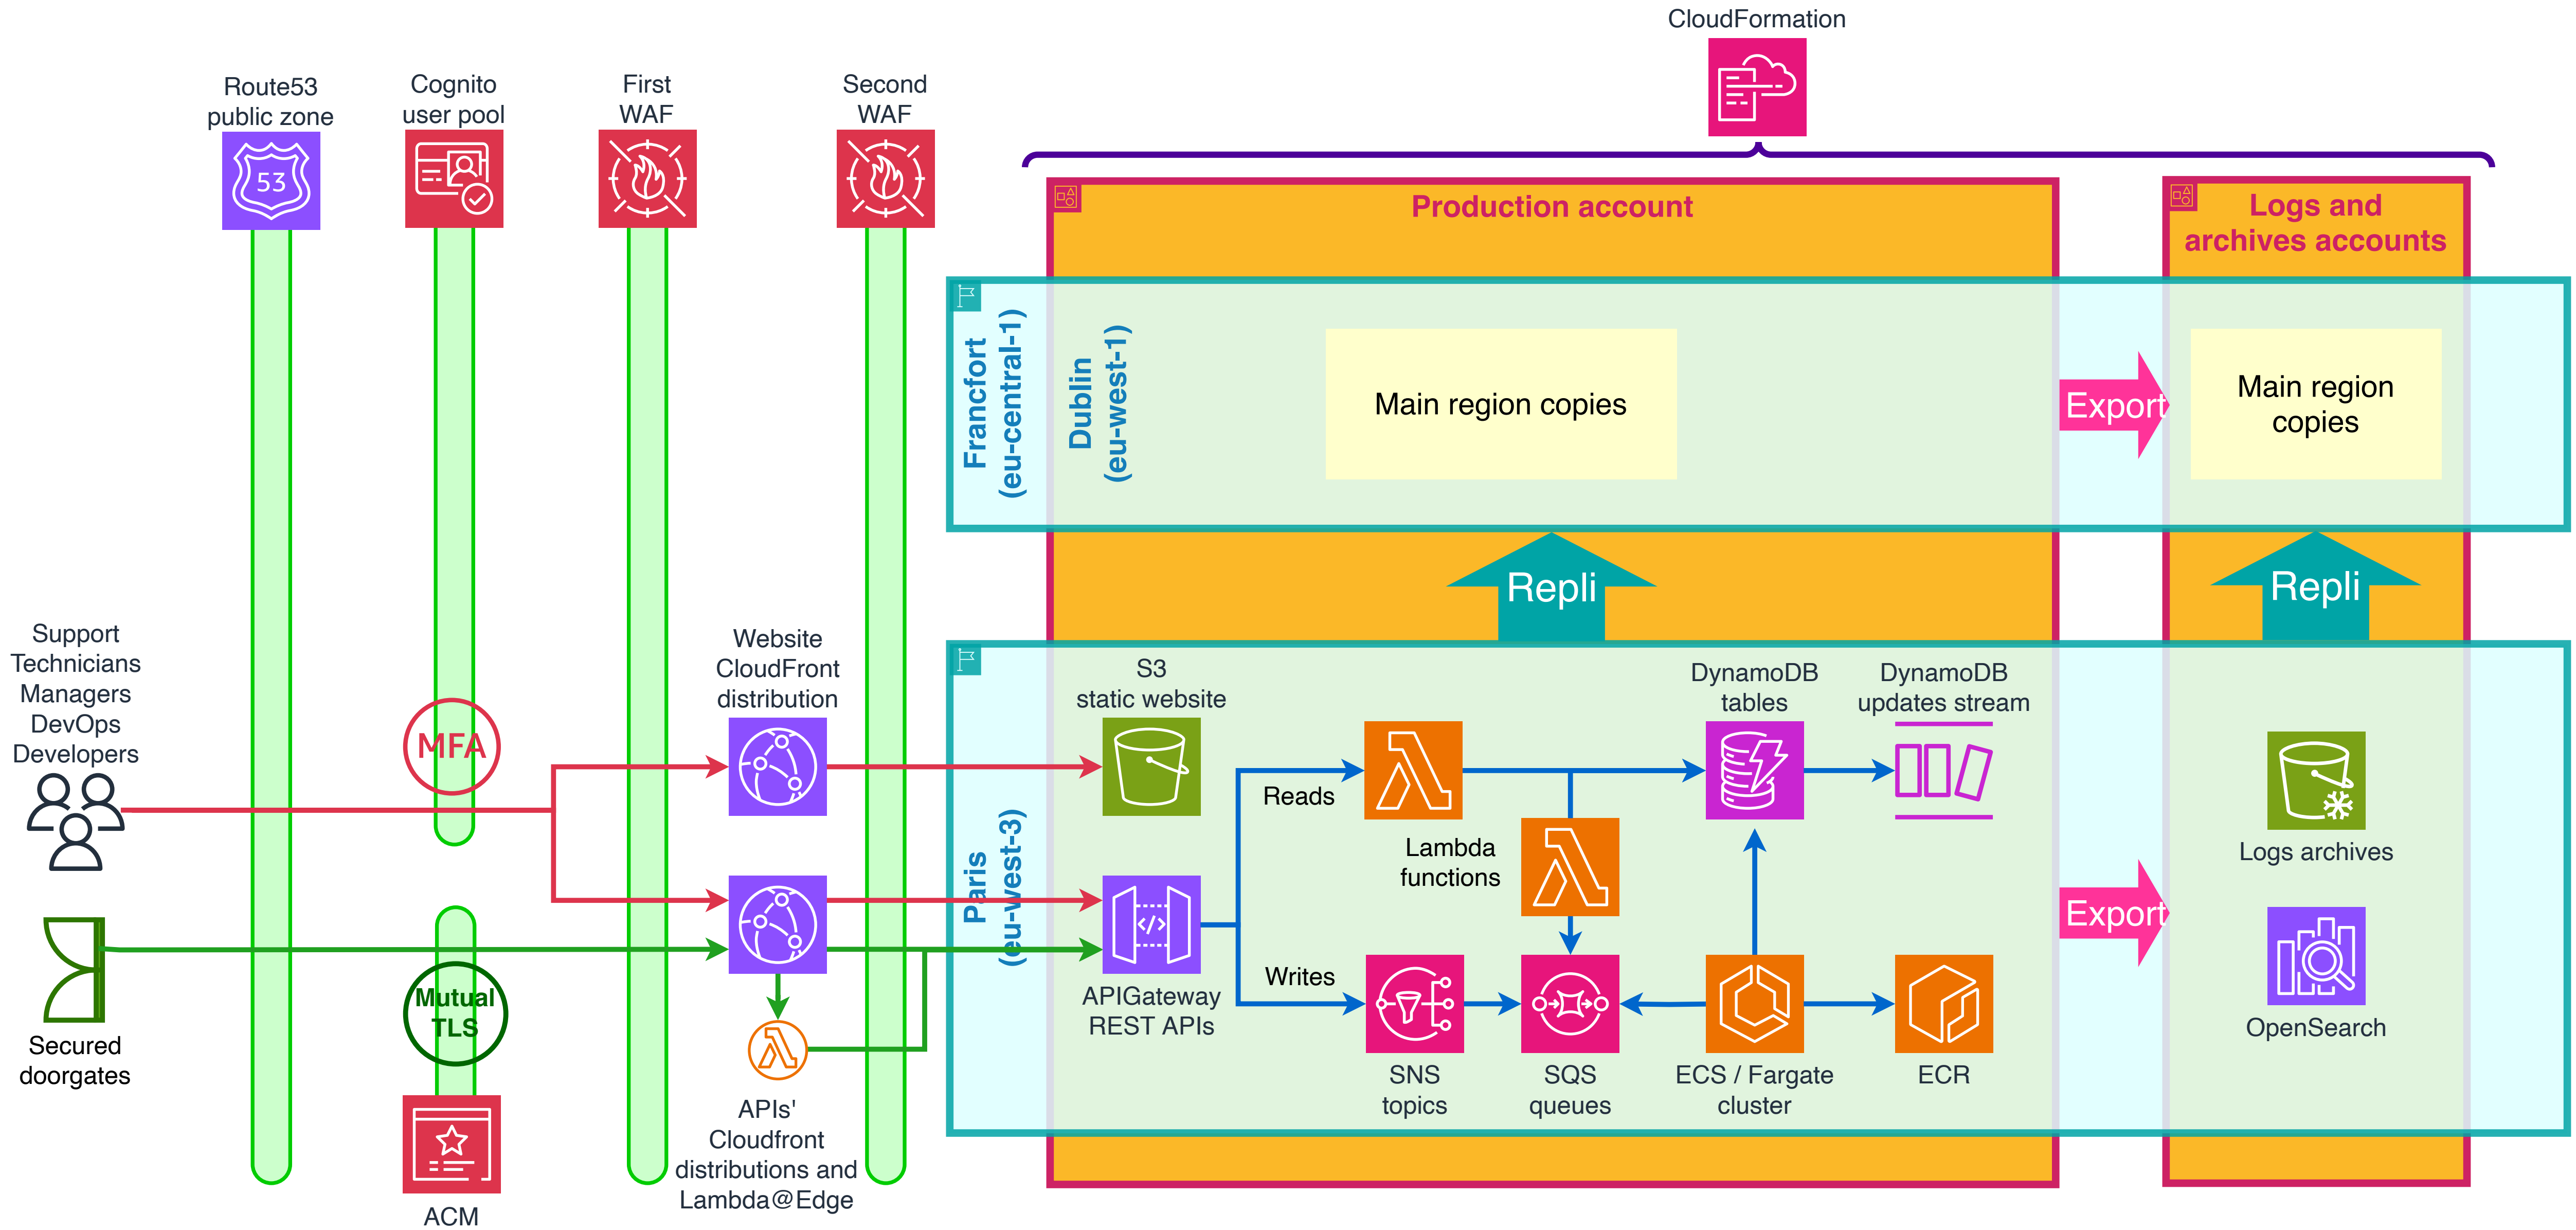 CloudFormation
Route53
public zone
53
Cognito
user pool
First
WAF
Second
WAF
Production account
Logs and
archives accounts
Francfort
(eu-central-1)
Dublin
(eu-west-1)
Main region copies
Export
Main region
copies
Repli
Repli
Support
Technicians
Managers
DevOps
Developers
MFA
Website
CloudFront
distribution
Paris
(eu-west-3)
S3
static website
Reads
Lambda
functions
DynamoDB
tables
DynamoDB
updates stream
Logs archives
Secured
doorgates
Mutual
TLS
ACM
APIs'
Cloudfront
distributions and
Lambda@Edge
</>
APIGateway
REST APIs
Writes
SNS
topics
SQS
queues
ECS / Fargate
cluster
ECR
Export
OpenSearch